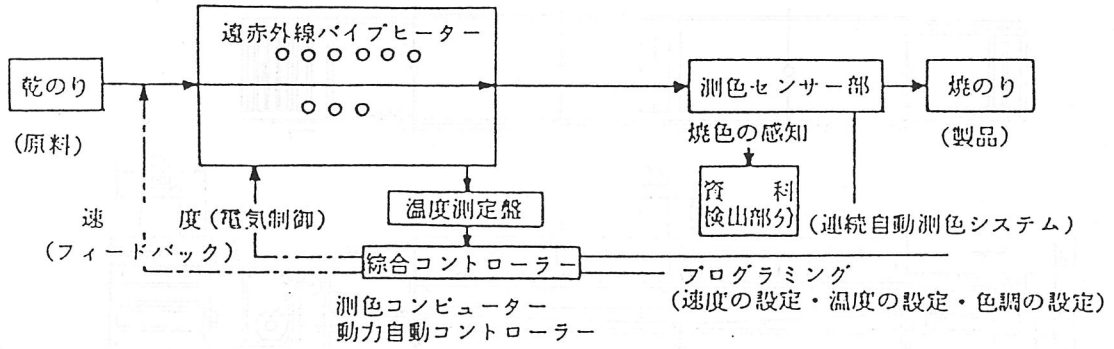 遠赤外線パイプヒーター
乾のり
(原料)
測色センサー部
焼のり
(製品)
焼色の感知
資 料
検出部分
(連続自動測色システム)
温度測定盤
速 度(電気制御)
(フィードバック)
綜合コントローラー
プログラミング
(速度の設定・温度の設定・色調の設定)
測色コンピューター
動力自動コントローラー